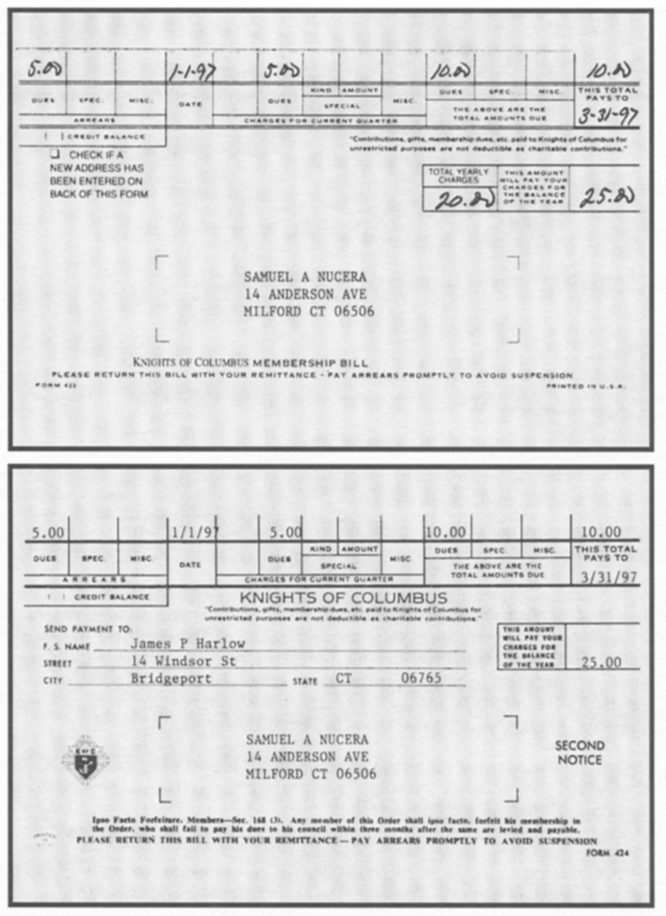 5.00 1-1-97 5.00 10.00 10.00
KIND AMOUNT
DUES SPEC. MISC. DATE DUES SPECIAL MISC. DUES SPEC. MISC. THIS TOTAL PAYS TO
THE ABOVE ARE THE TOTAL AMOUNTS DUE
3-31-97
ARREARS CHARGES FOR CURRENT QUARTER
( ) CREDIT BALANCE
"Contributions, gifts, membership dues, etc. paid to Knights of Columbus for
unrestricted purposes are not deductible as charitable contributions."
❑ CHECK IF A
NEW ADDRESS HAS
BEEN ENTERED ON
BACK OF THIS FORM
TOTAL YEARLY
CHARGES
20.00
THIS AMOUNT
WILL PAY YOUR
CHARGES FOR
THE BALANCE
OF THE YEAR
25.00
SAMUEL A NUCERA
14 ANDERSON AVE
MILFORD CT 06506
KNIGHTS OF COLUMBUS MEMBERSHIP BILL
PLEASE RETURN THIS BILL WITH YOUR REMITTANCE - PAY ARREARS PROMPTLY TO AVOID SUSPENSION
FORM 423 PRINTED IN U.S.A.
5.00 1/1/97 5.00 10.00 10.00
KIND AMOUNT
DUES SPEC. MISC. DATE DUES SPECIAL MISC. DUES SPEC. MISC. THIS TOTAL PAYS TO
THE ABOVE ARE THE TOTAL AMOUNTS DUE
3/31/97
ARREARS CHARGES FOR CURRENT QUARTER
( ) CREDIT BALANCE
KNIGHTS OF COLUMBUS
"Contributions, gifts, membership dues, etc. paid to Knights of Columbus for
unrestricted purposes are not deductible as charitable contributions."
SEND PAYMENT TO:
F. S. NAME James P Harlow
STREET 14 Windsor St
CITY Bridgeport STATE CT 06765
THIS AMOUNT
WILL PAY YOUR
CHARGES FOR
THE BALANCE
OF THE YEAR
25.00
SAMUEL A NUCERA
14 ANDERSON AVE
MILFORD CT 06506
SECOND
NOTICE
Ipso Facto Forfeiture. Members—Sec. 168 (3). Any member of this Order shall ipso facto, forfeit his membership in
the Order, who shall fail to pay his dues to his council within three months after the same are levied and payable.
PLEASE RETURN THIS BILL WITH YOUR REMITTANCE—PAY ARREARS PROMPTLY TO AVOID SUSPENSION
FORM 424